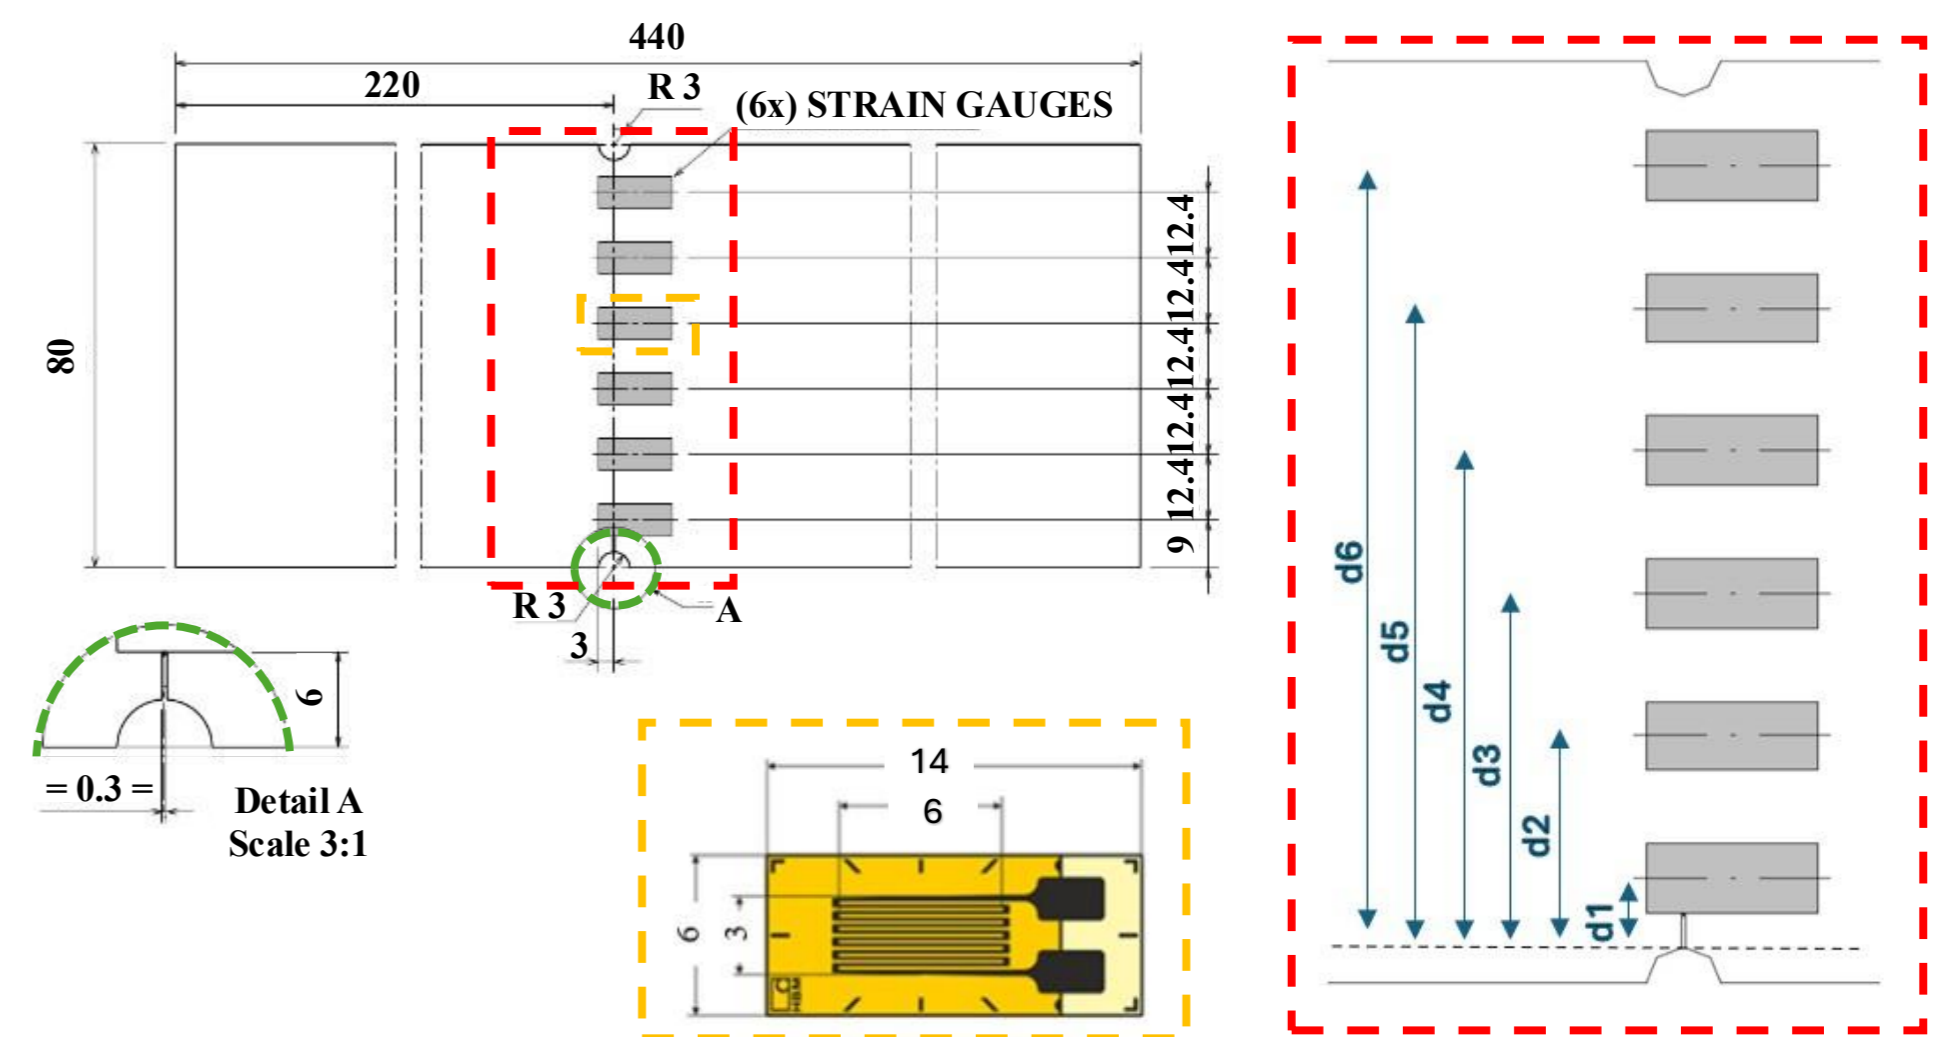 440
220
R 3
(6x) STRAIN GAUGES
80
12.4
12.4
12.4
12.4
12.4
9
R 3
3
A
6
= 0.3 =
Detail A
Scale 3:1
14
6
6
3
HBM
d6
d5
d4
d3
d2
d1